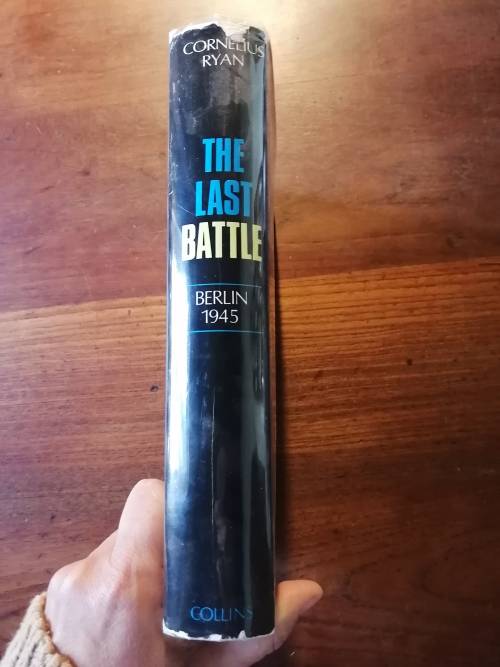 CORNELIUS
RYAN
THE
LAST
BATTLE
BERLIN
1945
COLLINS